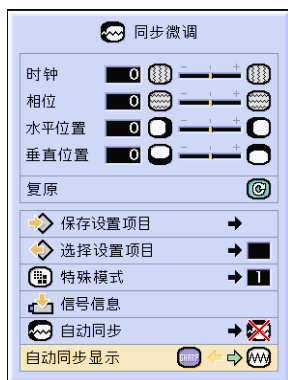 同步微调
时钟 0 - +
相位 0 - +
水平位置 0 - +
垂直位置 0 - +
复原
保存设置项目
选择设置项目
特殊模式 1
信号信息
自动同步
自动同步显示 SHARP